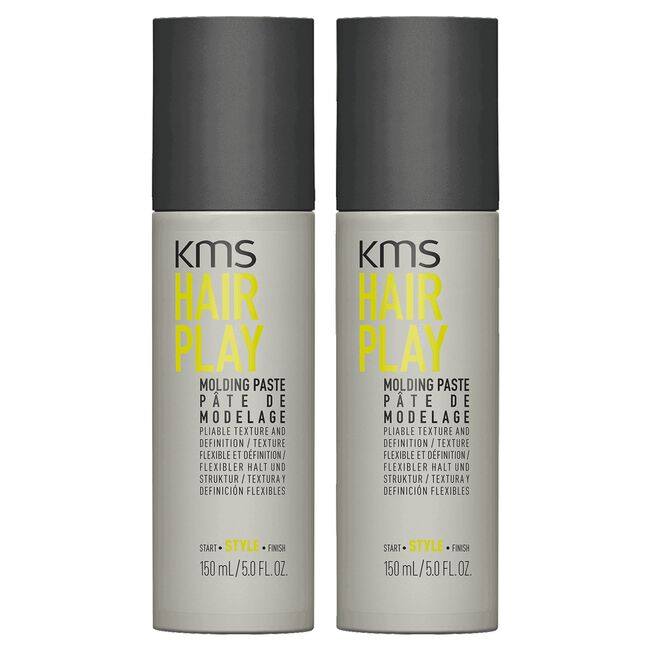 KMS
HAIR
PLAY
MOLDING PASTE
PÂTE DE
MODELAGE
PLIABLE TEXTURE AND
DEFINITION / TEXTURE
FLEXIBLE ET DÉFINITION /
FLEXIBLER HALT UND
STRUKTUR / TEXTURA Y
DEFINICIÓN FLEXIBLES
START • STYLE • FINISH
150 mL/5.0 FL.OZ.
KMS
HAIR
PLAY
MOLDING PASTE
PÂTE DE
MODELAGE
PLIABLE TEXTURE AND
DEFINITION / TEXTURE
FLEXIBLE ET DÉFINITION /
FLEXIBLER HALT UND
STRUKTUR / TEXTURA Y
DEFINICIÓN FLEXIBLES
START • STYLE • FINISH
150 mL/5.0 FL.OZ.